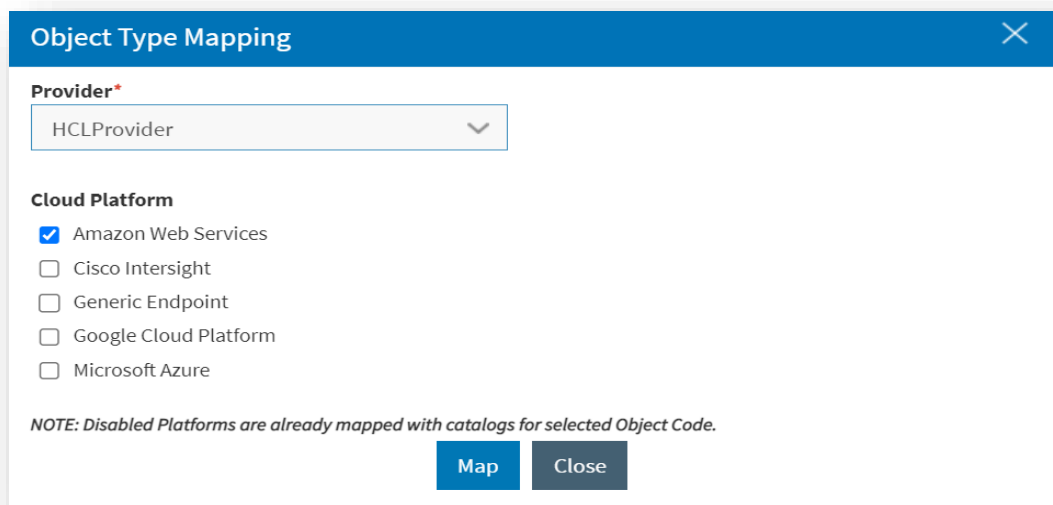 Object Type Mapping
Provider*
HCLProvider
Cloud Platform
Amazon Web Services
Cisco Intersight
Generic Endpoint
Google Cloud Platform
Microsoft Azure
NOTE: Disabled Platforms are already mapped with catalogs for selected Object Code.
Map Close